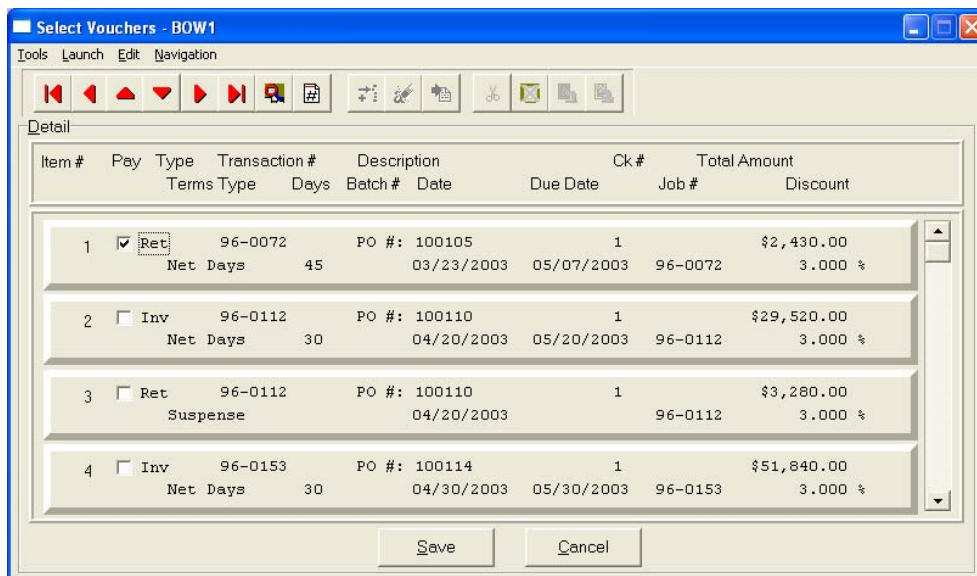 Select Vouchers - BOW1
Tools Launch Edit Navigation
Detail
Item # Pay Type Transaction # Description Ck # Total Amount
Terms Type Days Batch # Date Due Date Job # Discount
1 Ret 96-0072 PO #: 100105 1 $2,430.00
Net Days 45 03/23/2003 05/07/2003 96-0072 3.000 %
2 Inv 96-0112 PO #: 100110 1 $29,520.00
Net Days 30 04/20/2003 05/20/2003 96-0112 3.000 %
3 Ret 96-0112 PO #: 100110 1 $3,280.00
Suspense 04/20/2003 96-0112 3.000 %
4 Inv 96-0153 PO #: 100114 1 $51,840.00
Net Days 30 04/30/2003 05/30/2003 96-0153 3.000 %
Save Cancel